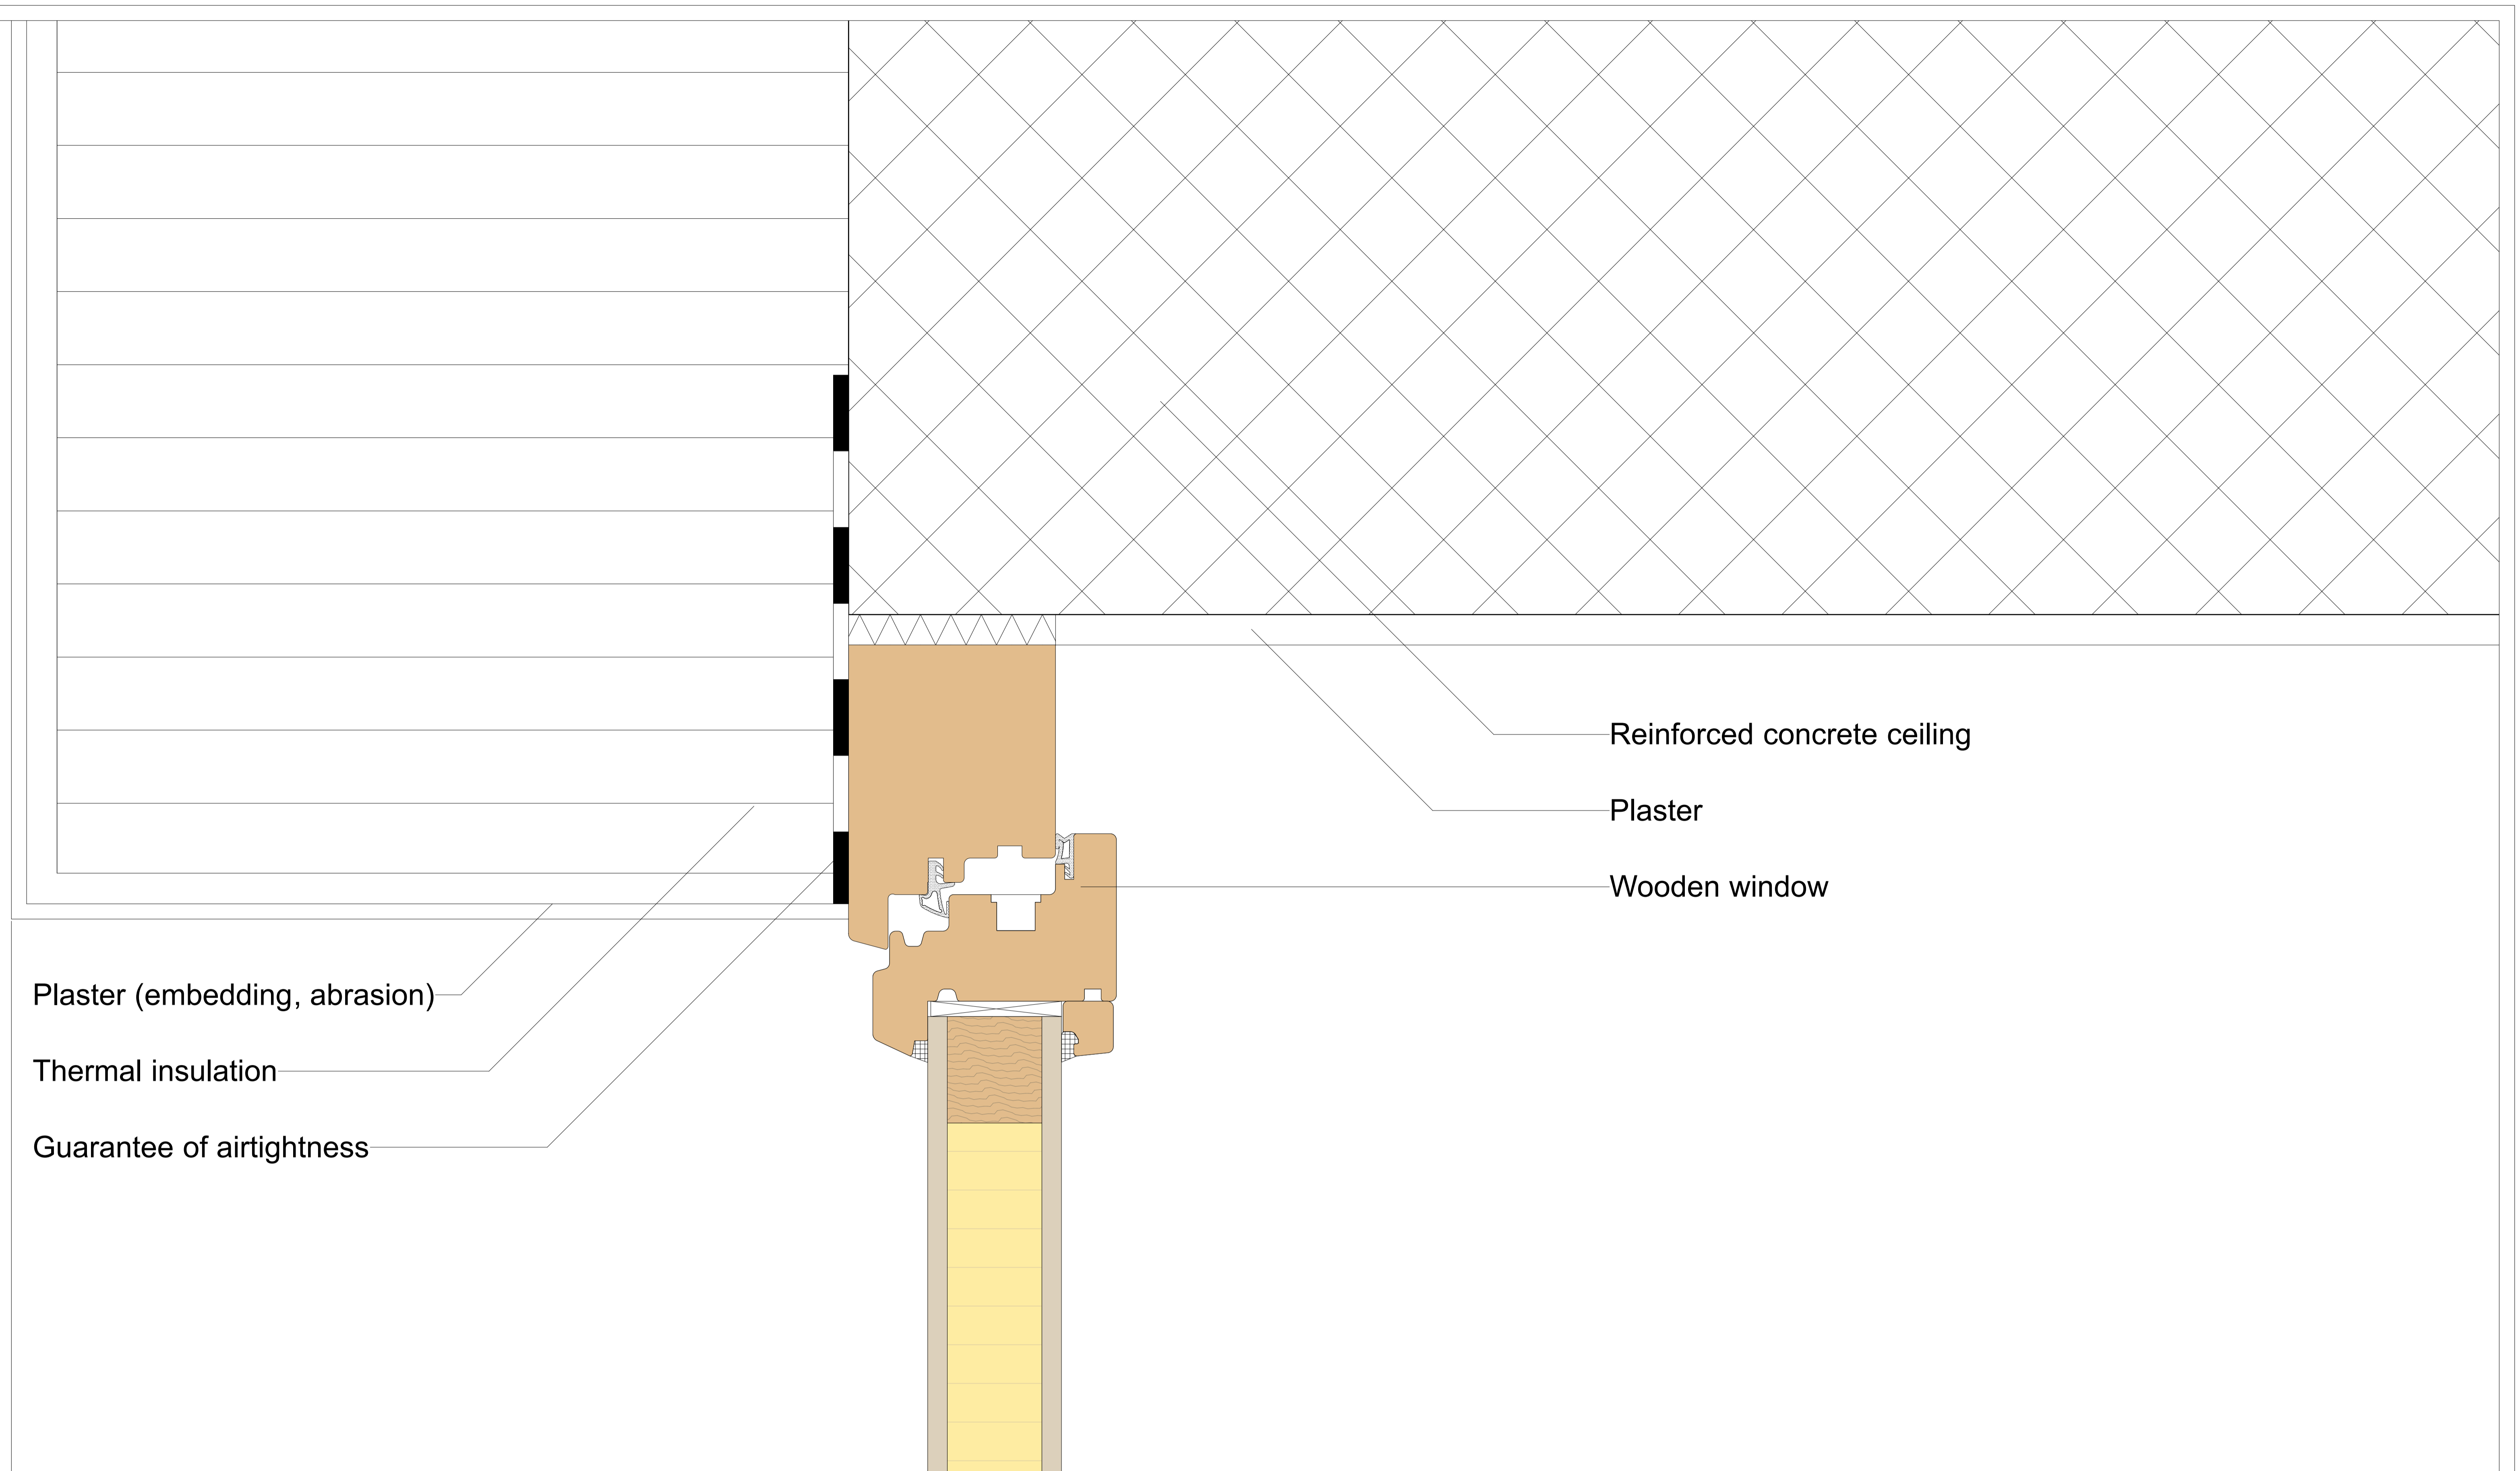 Reinforced concrete ceiling
Plaster
Wooden window
Plaster (embedding, abrasion)
Thermal insulation
Guarantee of airtightness